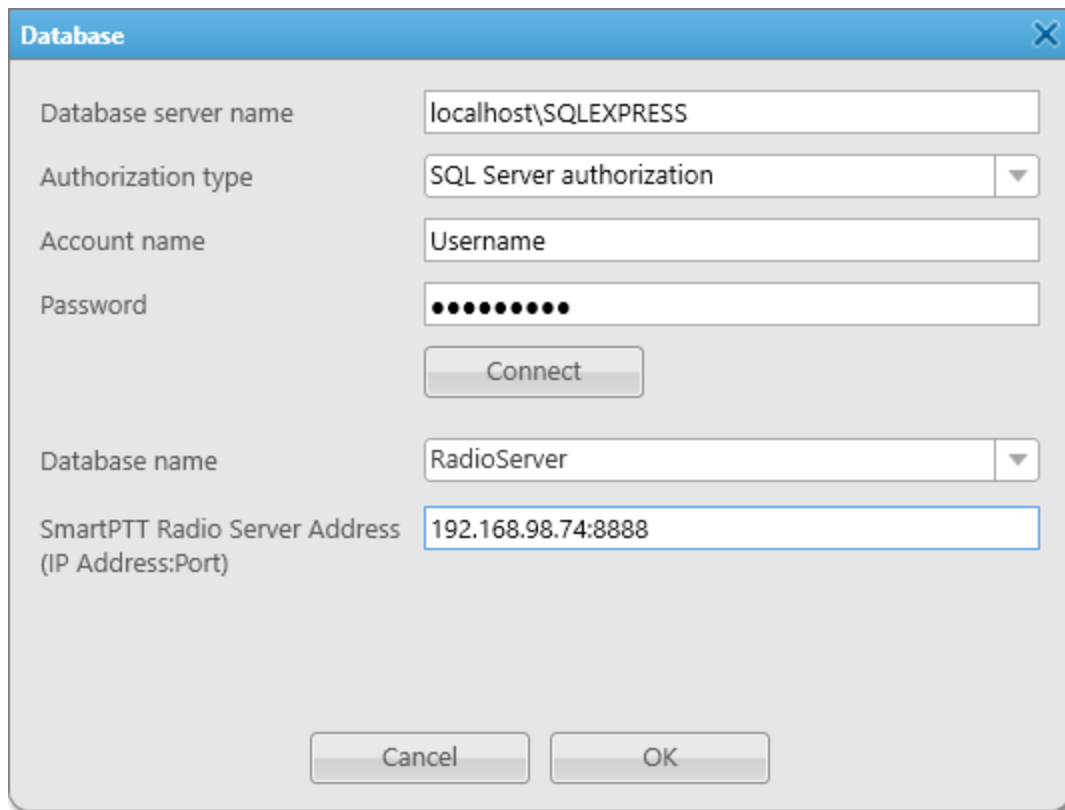 Database
Database server name
localhost\SQLEXPRESS
Authorization type
SQL Server authorization
Account name
Username
Password
●●●●●●●●●
Connect
Database name
RadioServer
SmartPTT Radio Server Address
(IP Address:Port)
192.168.98.74:8888
Cancel
OK